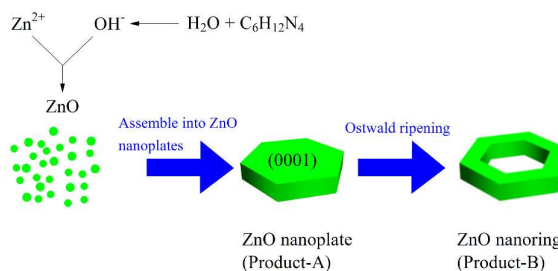 Zn²⁺ OH⁻ H₂O + C₆H₁₂N₄
ZnO
Assemble into ZnO
nanoplates
Ostwald ripening
(0001)
ZnO nanoplate
(Product-A)
ZnO nanoring
(Product-B)